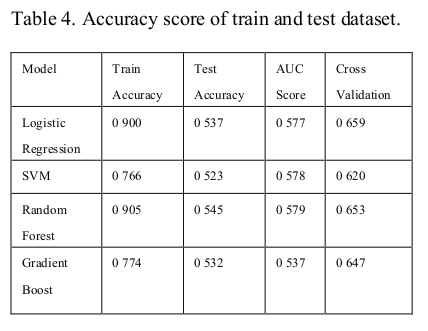 Table 4. Accuracy score of train and test dataset.
Model Train Accuracy Test Accuracy AUC Score Cross Validation
Logistic Regression 0 900 0 537 0 577 0 659
SVM 0 766 0 523 0 578 0 620
Random Forest 0 905 0 545 0 579 0 653
Gradient Boost 0 774 0 532 0 537 0 647